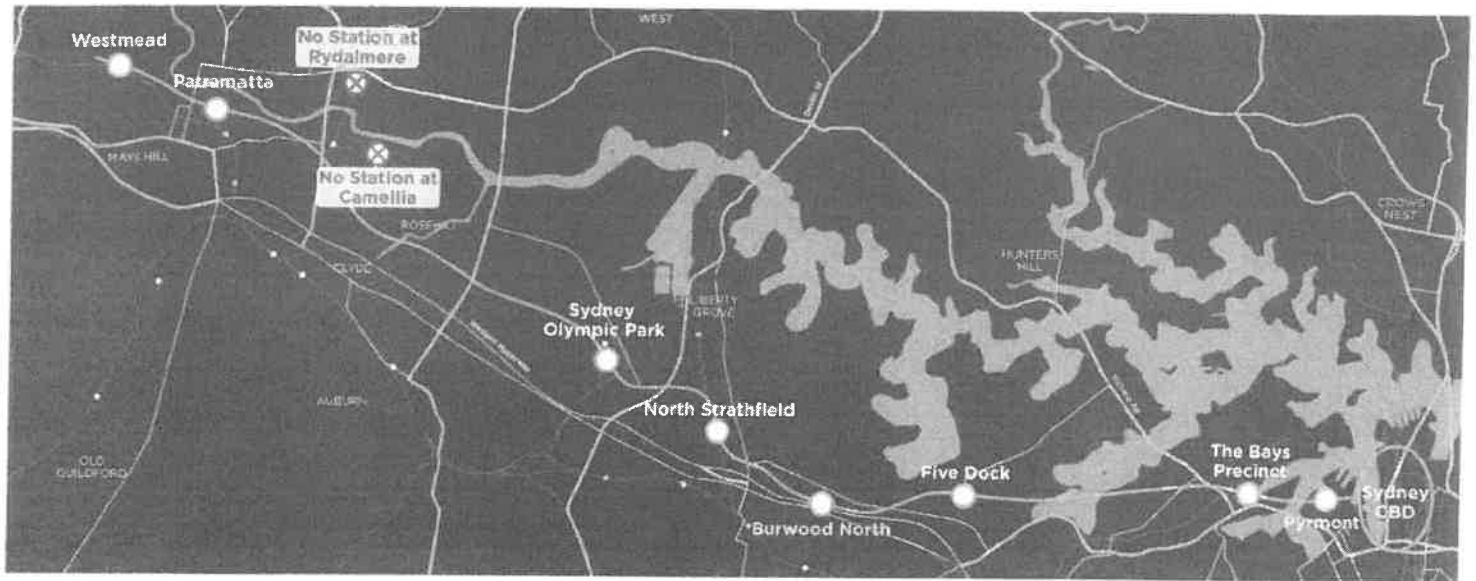 WEST
Westmead
No Station at
Rydalmere
Parramatta
MAYS HILL
No Station at
Camellia
ROSEHILL
CLYDE
CROWS
NEST
HUNTERS
HILL
LIBERTY
GROVE
Sydney
Olympic Park
AUBURN
North Strathfield
OLD
GUILDFORD
Five Dock
The Bays
Precinct
Sydney
CBD
Pyrmont
*Burwood North